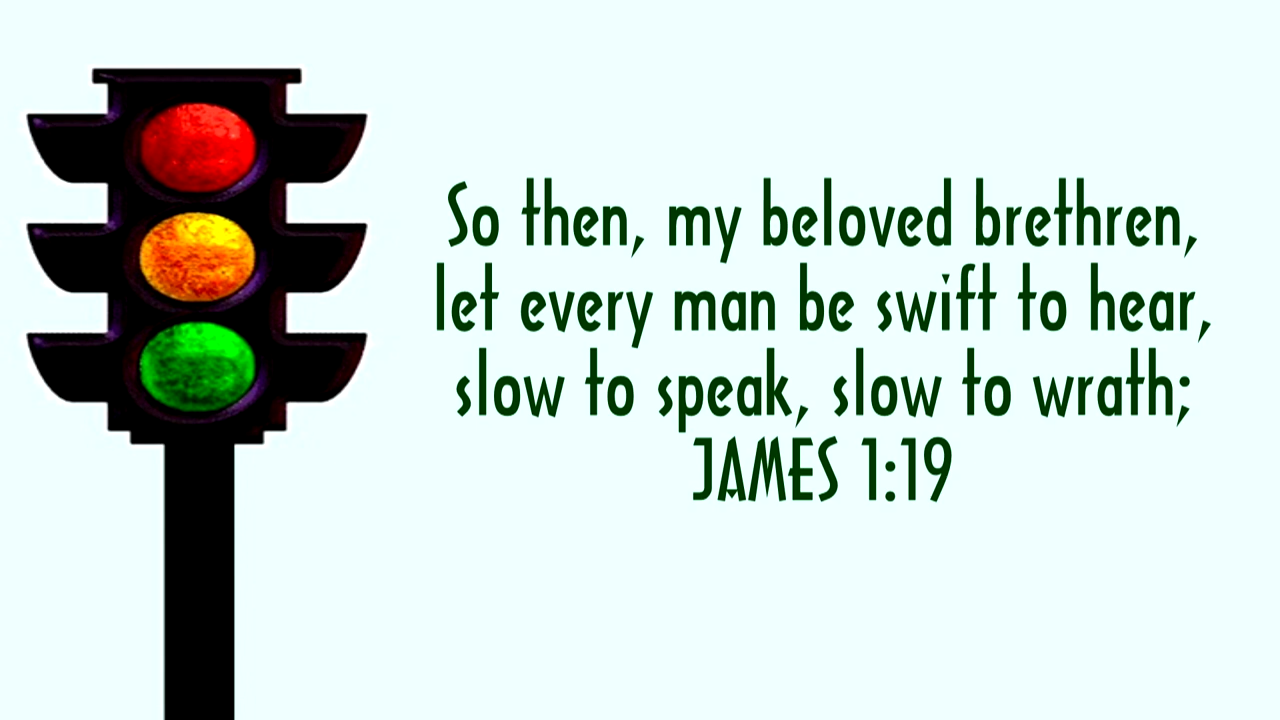 So then, my beloved brethren,
let every man be swift to hear,
slow to speak, slow to wrath;
JAMES 1:19